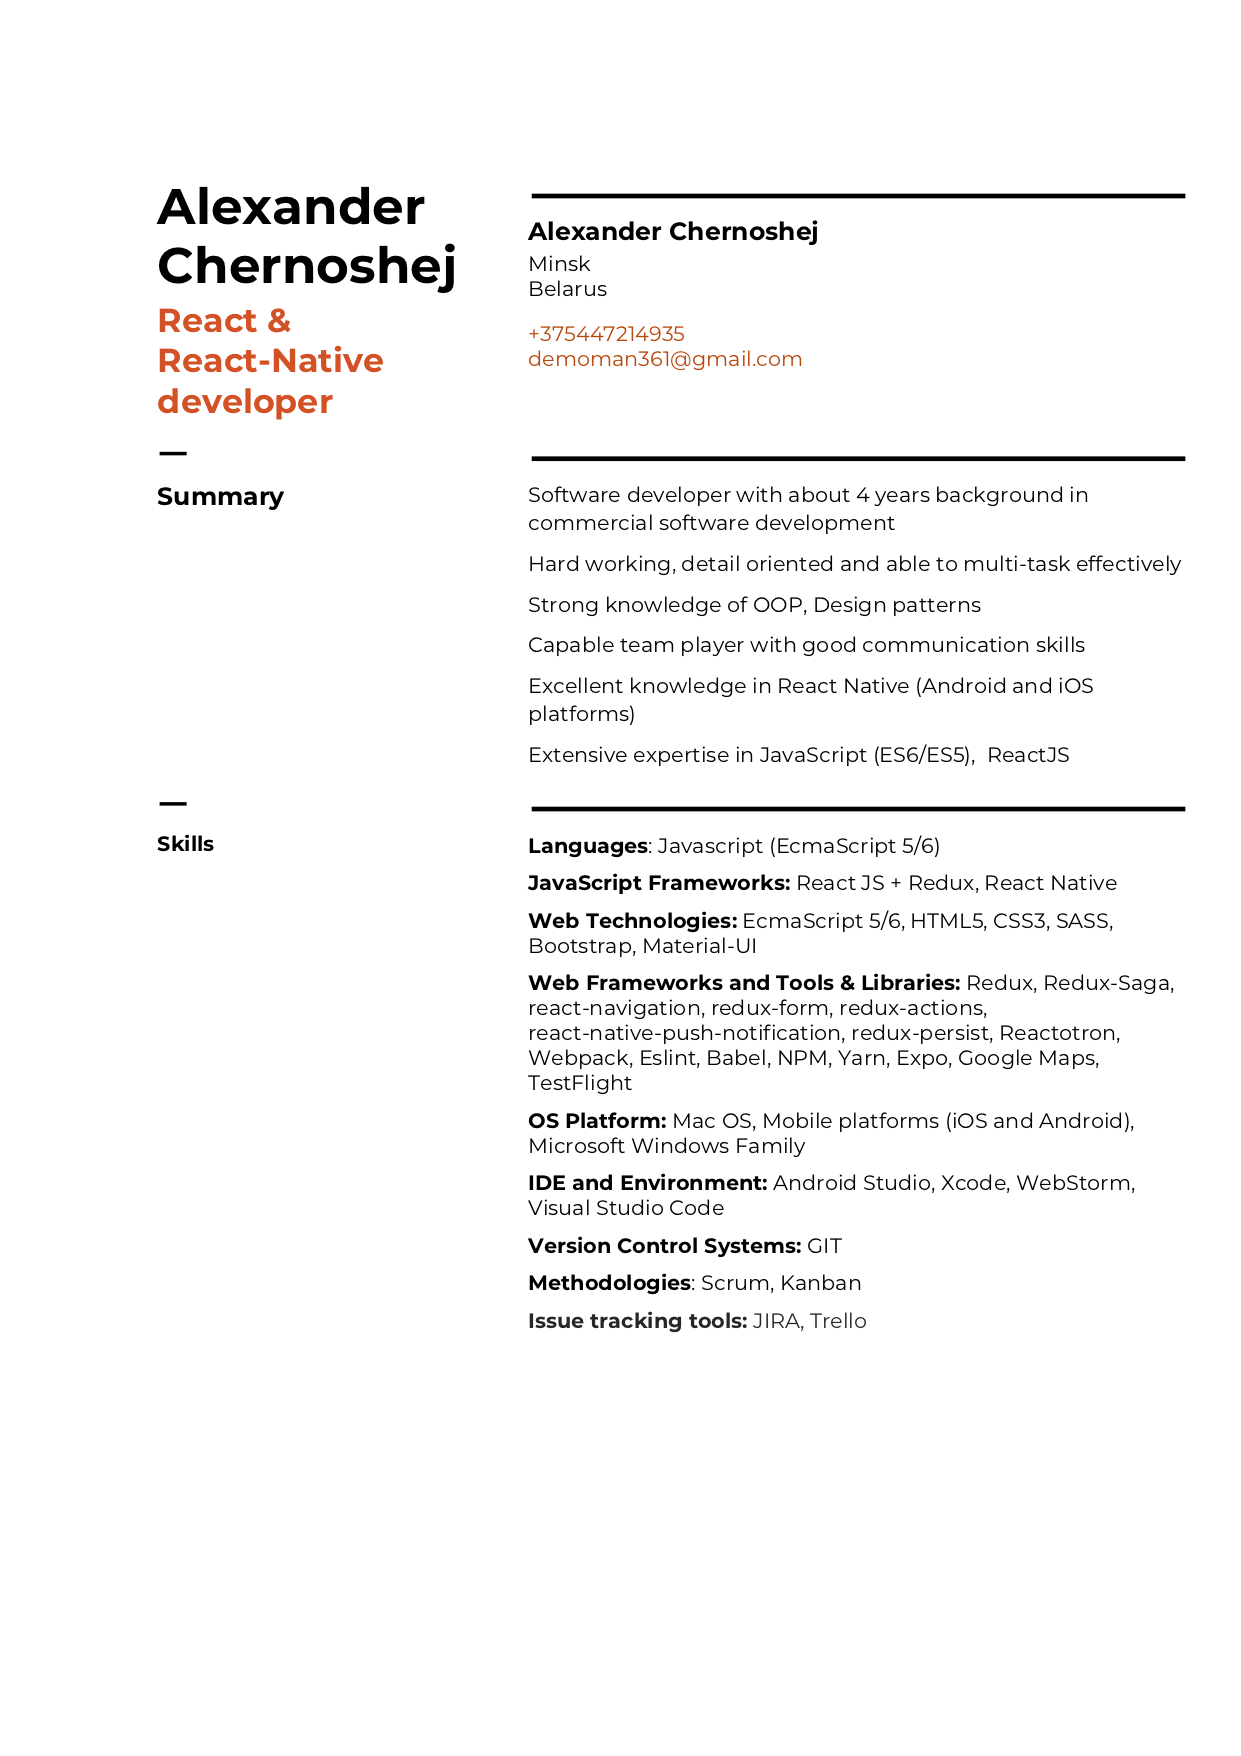 Alexander
Chernoshej
React &
React-Native
developer
Alexander Chernoshej
Minsk
Belarus
+375447214935
demoman361@gmail.com
Summary
Software developer with about 4 years background in
commercial software development
Hard working, detail oriented and able to multi-task effectively
Strong knowledge of OOP, Design patterns
Capable team player with good communication skills
Excellent knowledge in React Native (Android and iOS
platforms)
Extensive expertise in JavaScript (ES6/ES5),  ReactJS
Skills
Languages: Javascript (EcmaScript 5/6)
JavaScript Frameworks: React JS + Redux, React Native
Web Technologies: EcmaScript 5/6, HTML5, CSS3, SASS,
Bootstrap, Material-UI
Web Frameworks and Tools & Libraries: Redux, Redux-Saga,
react-navigation, redux-form, redux-actions,
react-native-push-notification, redux-persist, Reactotron,
Webpack, Eslint, Babel, NPM, Yarn, Expo, Google Maps,
TestFlight
OS Platform: Mac OS, Mobile platforms (iOS and Android),
Microsoft Windows Family
IDE and Environment: Android Studio, Xcode, WebStorm,
Visual Studio Code
Version Control Systems: GIT
Methodologies: Scrum, Kanban
Issue tracking tools: JIRA, Trello